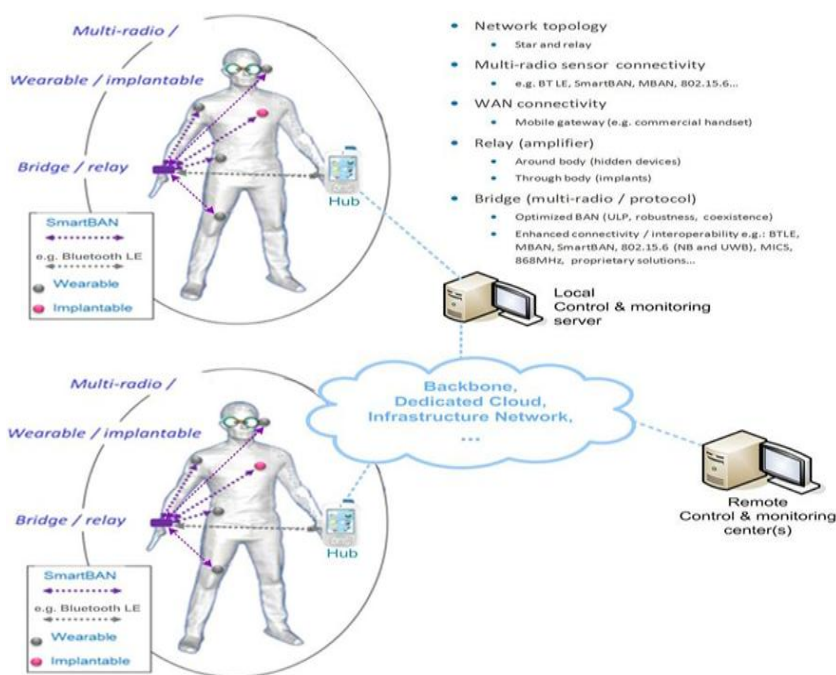 Multi-radio /
Wearable / implantable
Bridge / relay
Hub
SmartBAN
e.g. Bluetooth LE
Wearable
Implantable
• Network topology
• Star and relay
• Multi-radio sensor connectivity
• e.g. BT LE, SmartBAN, MBAN, 802.15.6...
• WAN connectivity
• Mobile gateway (e.g. commercial handset)
• Relay (amplifier)
• Around body (hidden devices)
• Through body (implants)
• Bridge (multi-radio / protocol)
• Optimized BAN (ULP, robustness, coexistence)
• Enhanced connectivity / interoperability e.g.: BTLE,
MBAN, SmartBAN, 802.15.6 (NB and UWB), MICS,
868MHz, proprietary solutions...
Local
Control & monitoring
server
Backbone,
Dedicated Cloud,
Infrastructure Network,
...
Multi-radio /
Wearable / implantable
Bridge / relay
Hub
SmartBAN
e.g. Bluetooth LE
Wearable
Implantable
Remote
Control & monitoring
center(s)